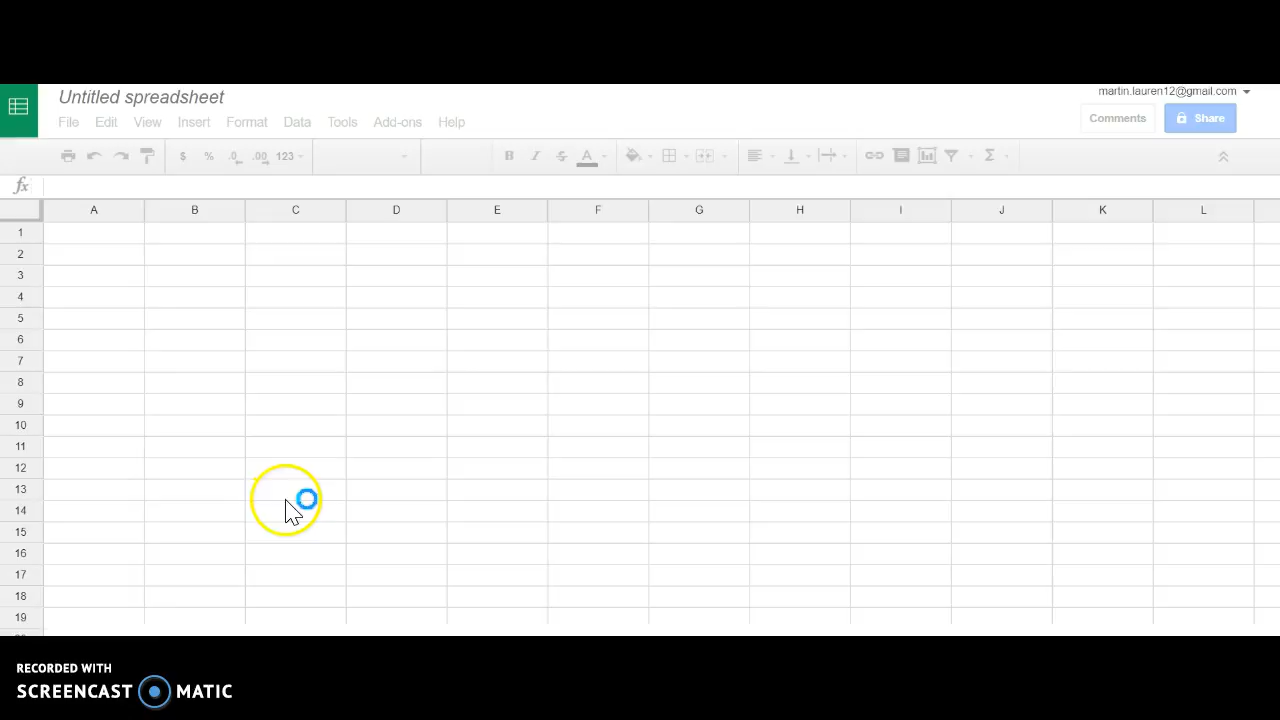 Untitled spreadsheet
martin.lauren12@gmail.com
File Edit View Insert Format Data Tools Add-ons Help
Comments Share
$ % .0 .00 123 B I S A Σ
fx
A B C D E F G H I J K L
1
2
3
4
5
6
7
8
9
10
11
12
13
14
15
16
17
18
19
RECORDED WITH
SCREENCAST MATIC